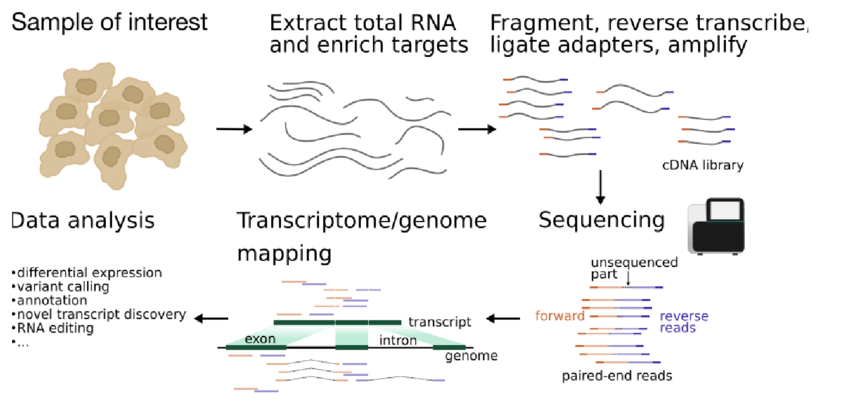 Sample of interest
Extract total RNA
and enrich targets
Fragment, reverse transcribe,
ligate adapters, amplify
cDNA library
Sequencing
unsequenced
part
forward
reverse
reads
paired-end reads
Transcriptome/genome
mapping
transcript
exon
intron
genome
Data analysis
•differential expression
•variant calling
•annotation
•novel transcript discovery
•RNA editing
•...